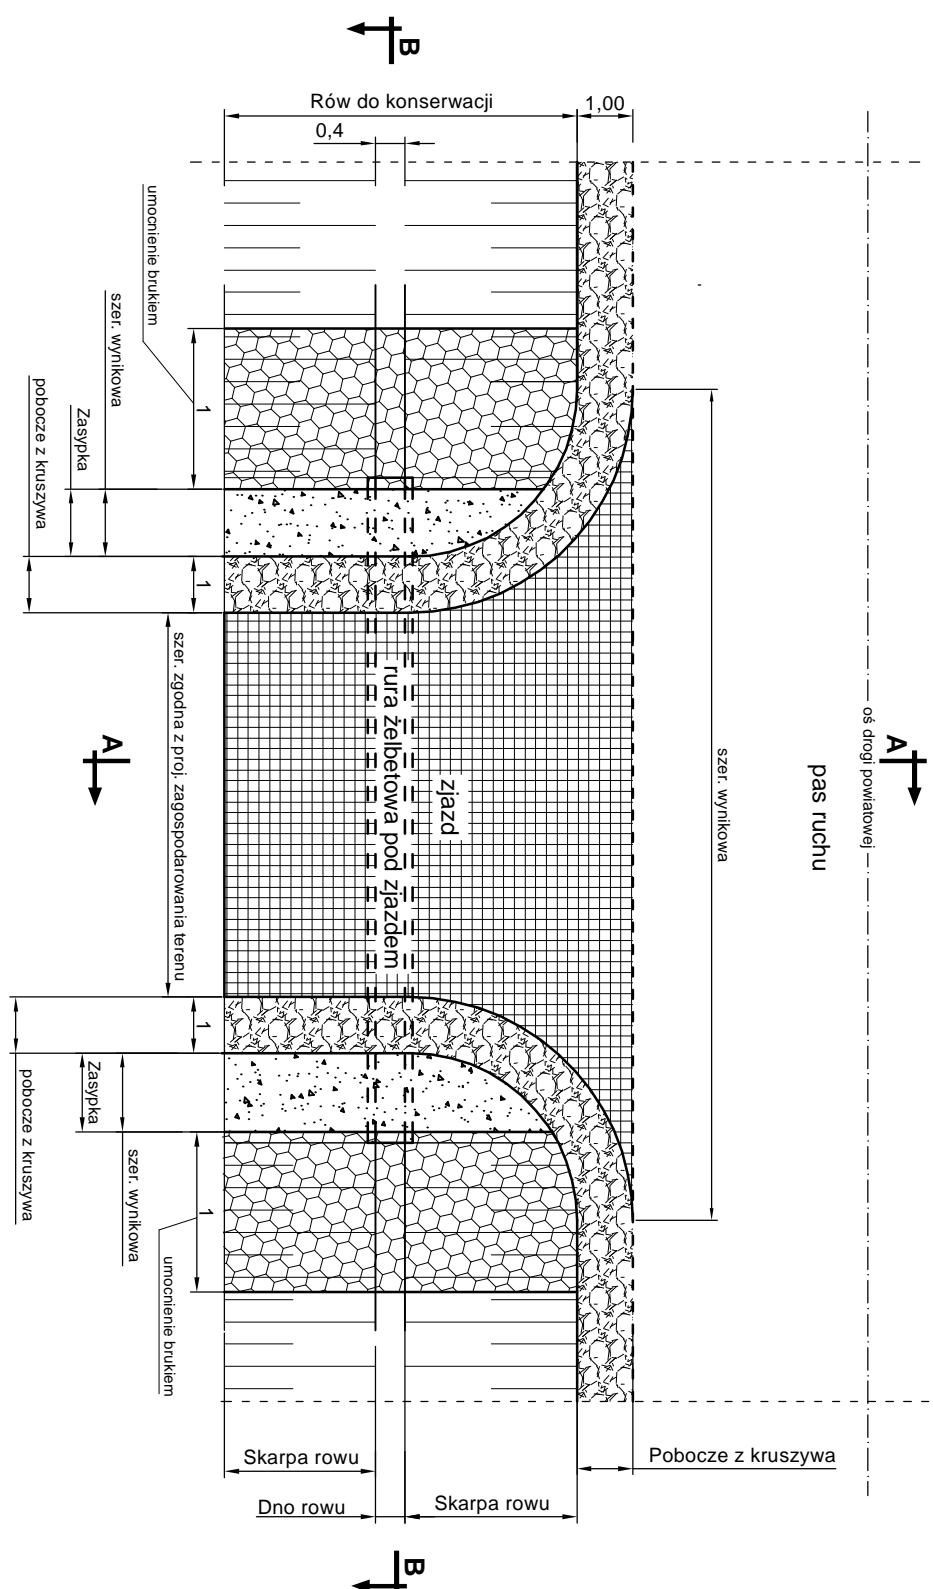 B
Rów do konserwacji
1,00
0,4
umocnienie brukiem
szer. wynikowa
Zasypka
pobocze z kruszywa
1
1
szer. zgodna z proj. zagospodarowania terenu
rura żelbetowa pod zjazdem
zjazd
szer. wynikowa
pas ruchu
oś drogi powiatowej
A
A
1
pobocze z kruszywa
Zasypka
szer. wynikowa
1
umocnienie brukiem
Skarpa rowu
Pobocze z kruszywa
Dno rowu
Skarpa rowu
B